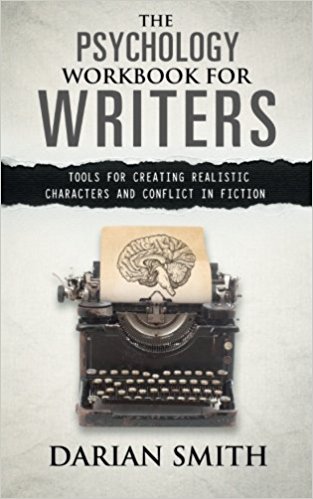 THE
PSYCHOLOGY
WORKBOOK FOR
WRITERS
TOOLS FOR CREATING REALISTIC
CHARACTERS AND CONFLICT IN FICTION
DARIAN SMITH